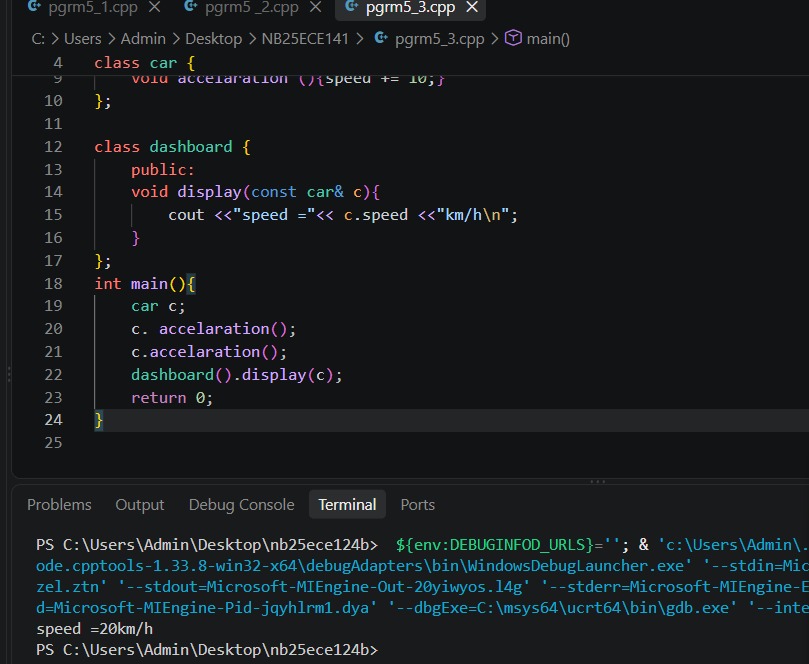 pgrm5_1.cpp pgrm5 _2.cpp pgrm5_3.cpp
C: > Users > Admin > Desktop > NB25ECE141 > pgrm5_3.cpp > main()
4 class car {
9 void accelaration (){speed += 10;}
10 };
11
12 class dashboard {
13 public:
14 void display(const car& c){
15 cout <<"speed ="<< c.speed <<"km/h\n";
16 }
17 };
18 int main(){
19 car c;
20 c. accelaration();
21 c.accelaration();
22 dashboard().display(c);
23 return 0;
24 }
25
Problems Output Debug Console Terminal Ports
PS C:\Users\Admin\Desktop\nb25ece124b> ${env:DEBUGINFOD_URLS}=''; & 'c:\Users\Admin\.
ode.cpptools-1.33.8-win32-x64\debugAdapters\bin\WindowsDebugLauncher.exe' '--stdin=Mic
zel.ztn' '--stdout=Microsoft-MIEngine-Out-20yiwyos.l4g' '--stderr=Microsoft-MIEngine-E
d=Microsoft-MIEngine-Pid-jqyhlrm1.dya' '--dbgExe=C:\msys64\ucrt64\bin\gdb.exe' '--inte
speed =20km/h
PS C:\Users\Admin\Desktop\nb25ece124b>